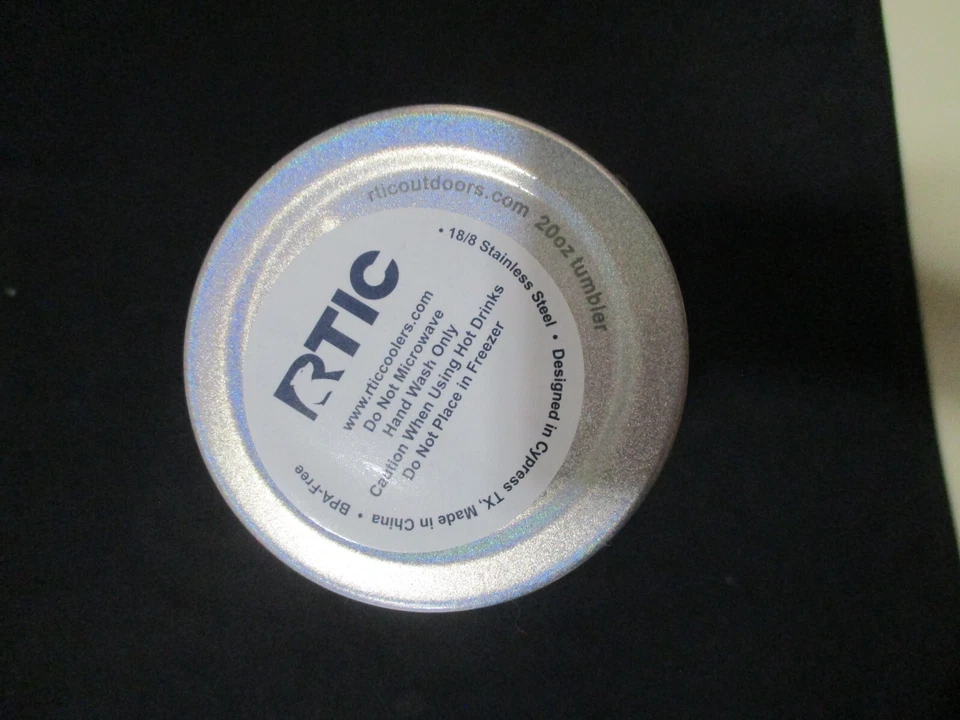 rticoutdoors.com 20oz tumbler
• 18/8 Stainless Steel • Designed in Cypress TX, Made in China • BPA-Free
RTIC
www.rticcoolers.com
Do Not Microwave
Hand Wash Only
Caution When Using Hot Drinks
Do Not Place in Freezer